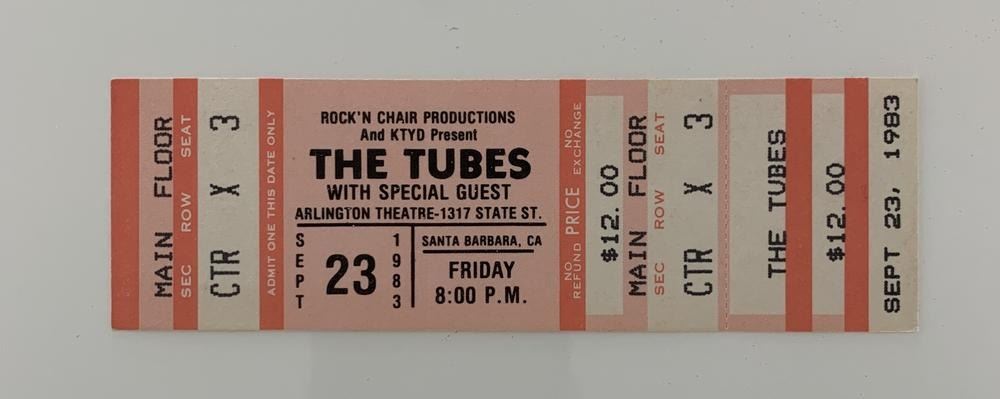 MAIN FLOOR
SEC ROW SEAT
CTR X 3
ADMIT ONE THIS DATE ONLY
ROCK'N CHAIR PRODUCTIONS
And KTYD Present
THE TUBES
WITH SPECIAL GUEST
ARLINGTON THEATRE-1317 STATE ST.
SEPT 23 1983
SANTA BARBARA, CA
FRIDAY
8:00 P.M.
NO REFUND PRICE NO EXCHANGE
$12.00
MAIN FLOOR
SEC ROW SEAT
CTR X 3
THE TUBES
$12.00
SEPT 23, 1983